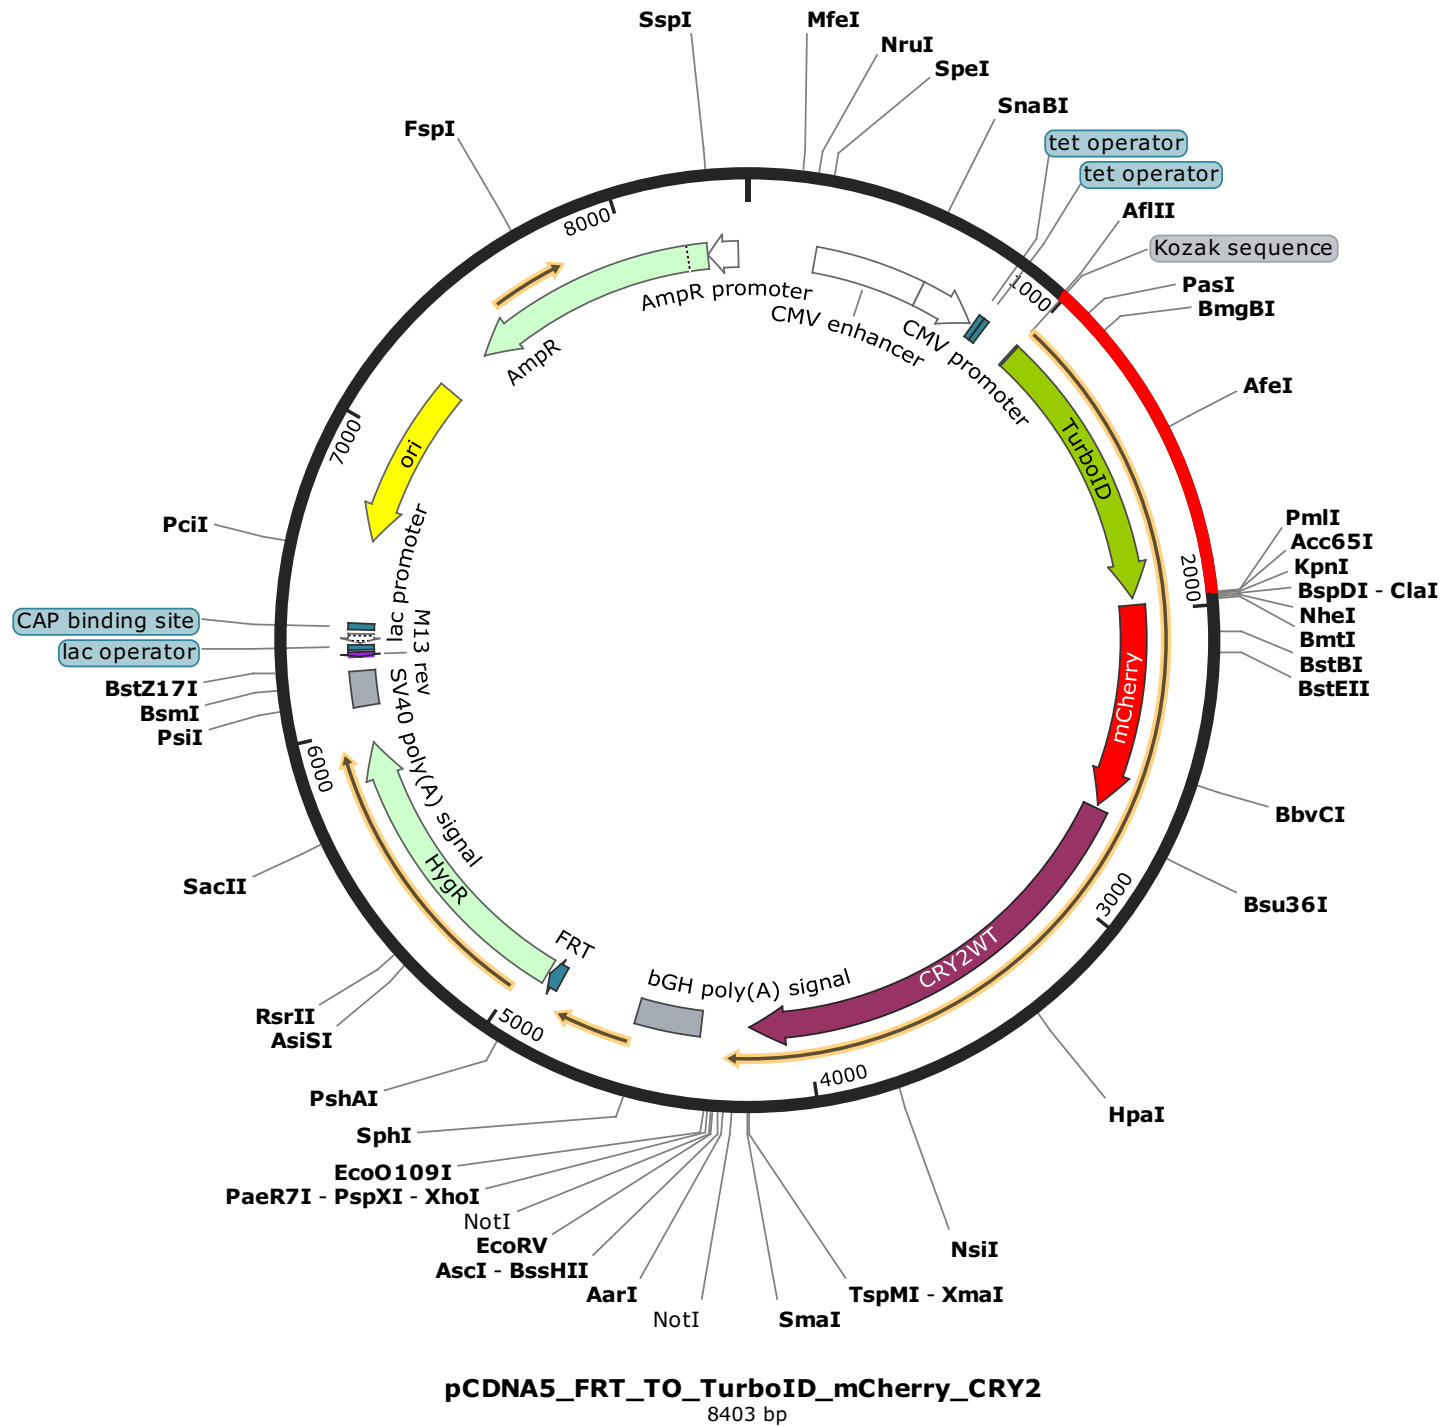 SspI
MfeI
NruI
SpeI
SnaBI
FspI
tet operator
tet operator
AflII
Kozak sequence
PasI
BmgBI
AfeI
8000
1000
AmpR promoter
CMV enhancer
CMV promoter
AmpR
TurboID
7000
ori
PciI
PmlI
Acc65I
KpnI
BspDI - ClaI
NheI
BmtI
BstBI
BstEII
2000
lac promoter
CAP binding site
lac operator
M13 rev
BstZ17I
BsmI
PsiI
SV40 poly(A) signal
mCherry
6000
BbvCI
SacII
HygR
3000
Bsu36I
FRT
bGH poly(A) signal
CRY2WT
RsrII
AsiSI
5000
4000
PshAI
SphI
HpaI
EcoO109I
PaeR7I - PspXI - XhoI
NotI
EcoRV
AscI - BssHII
AarI
NotI
SmaI
TspMI - XmaI
NsiI
pCDNA5_FRT_TO_TurboID_mCherry_CRY2
8403 bp